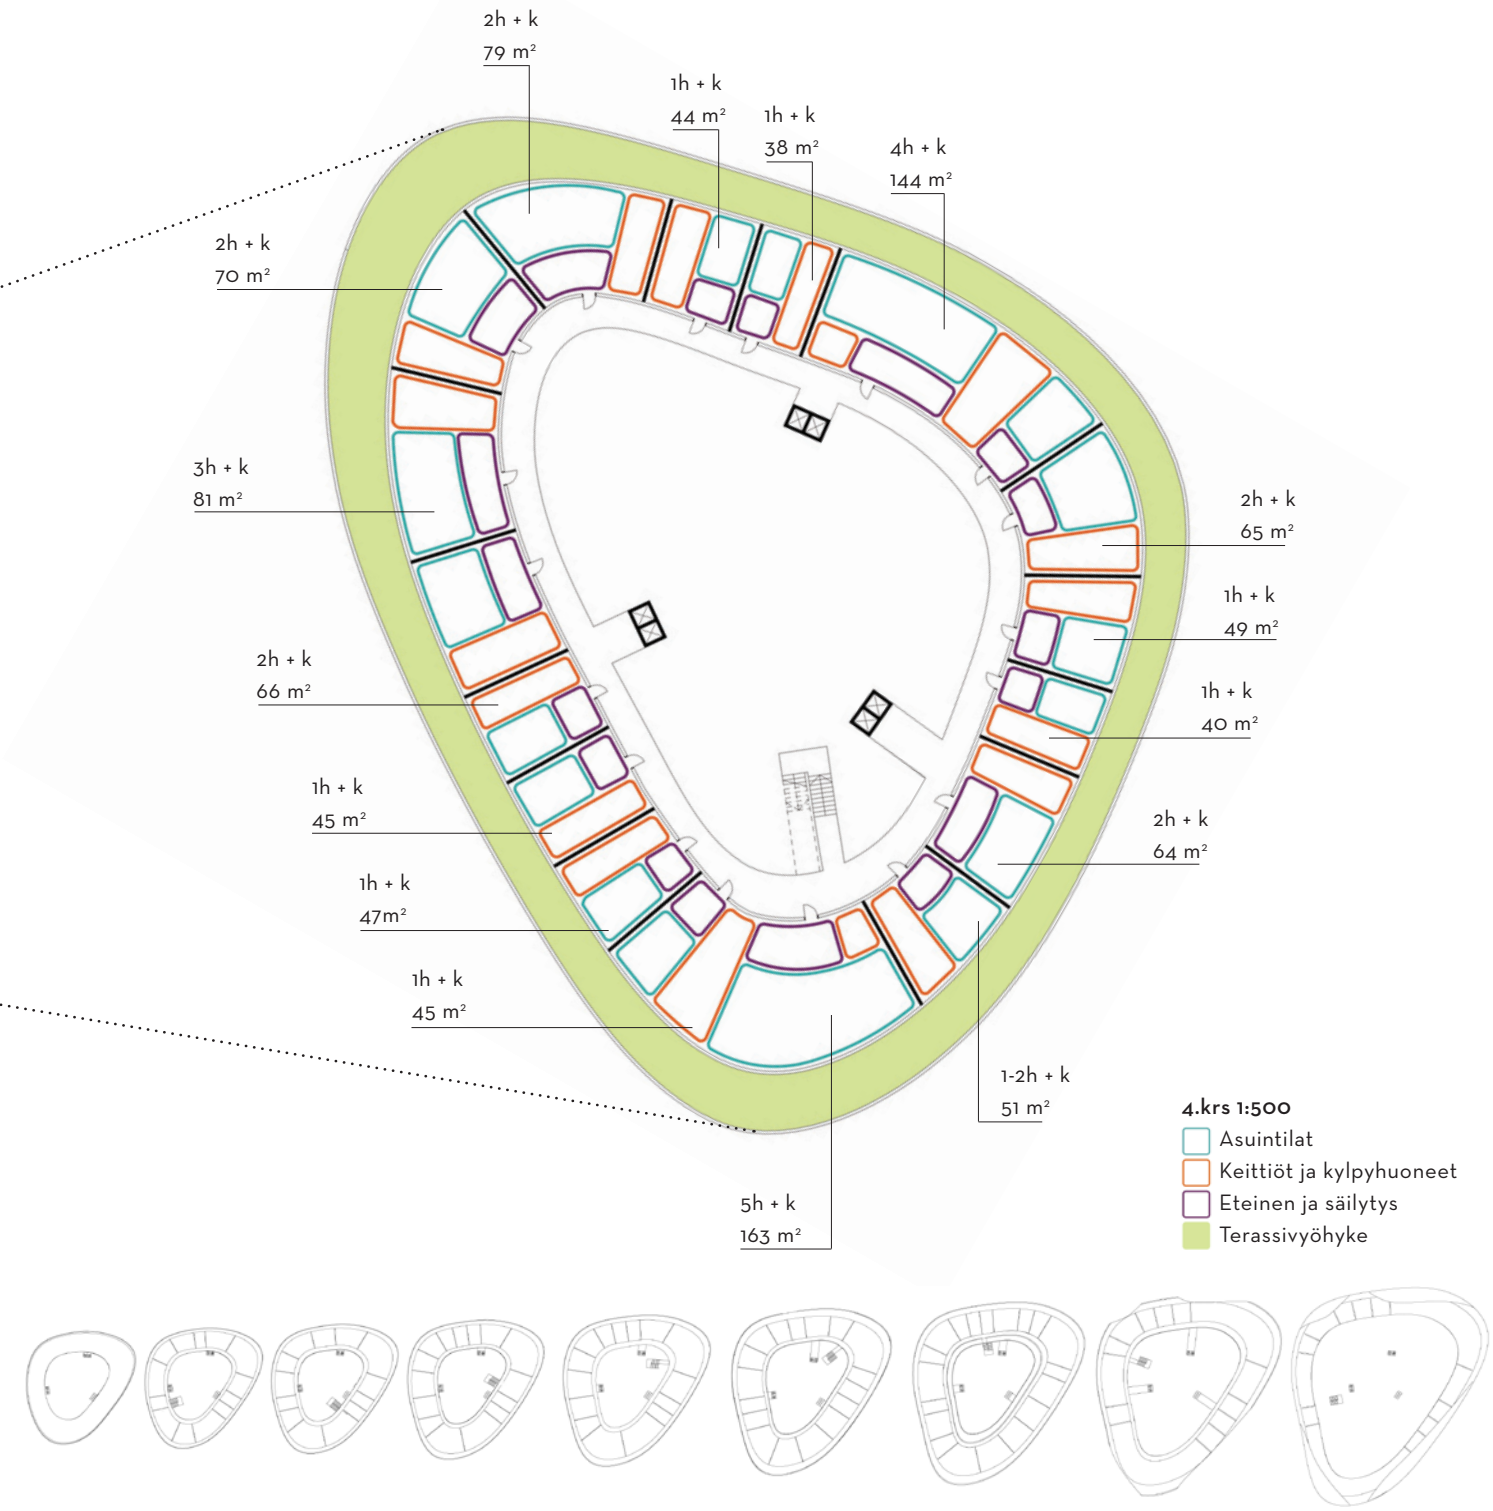 2h + k
79 m²
1h + k
44 m²
1h + k
38 m²
4h + k
144 m²
2h + k
70 m²
3h + k
81 m²
2h + k
65 m²
1h + k
49 m²
2h + k
66 m²
1h + k
40 m²
1h + k
45 m²
2h + k
64 m²
1h + k
47m²
1h + k
45 m²
1-2h + k
51 m²
5h + k
163 m²
4.krs 1:500
Asuintilat
Keittiöt ja kylpyhuoneet
Eteinen ja säilytys
Terassivyöhyke